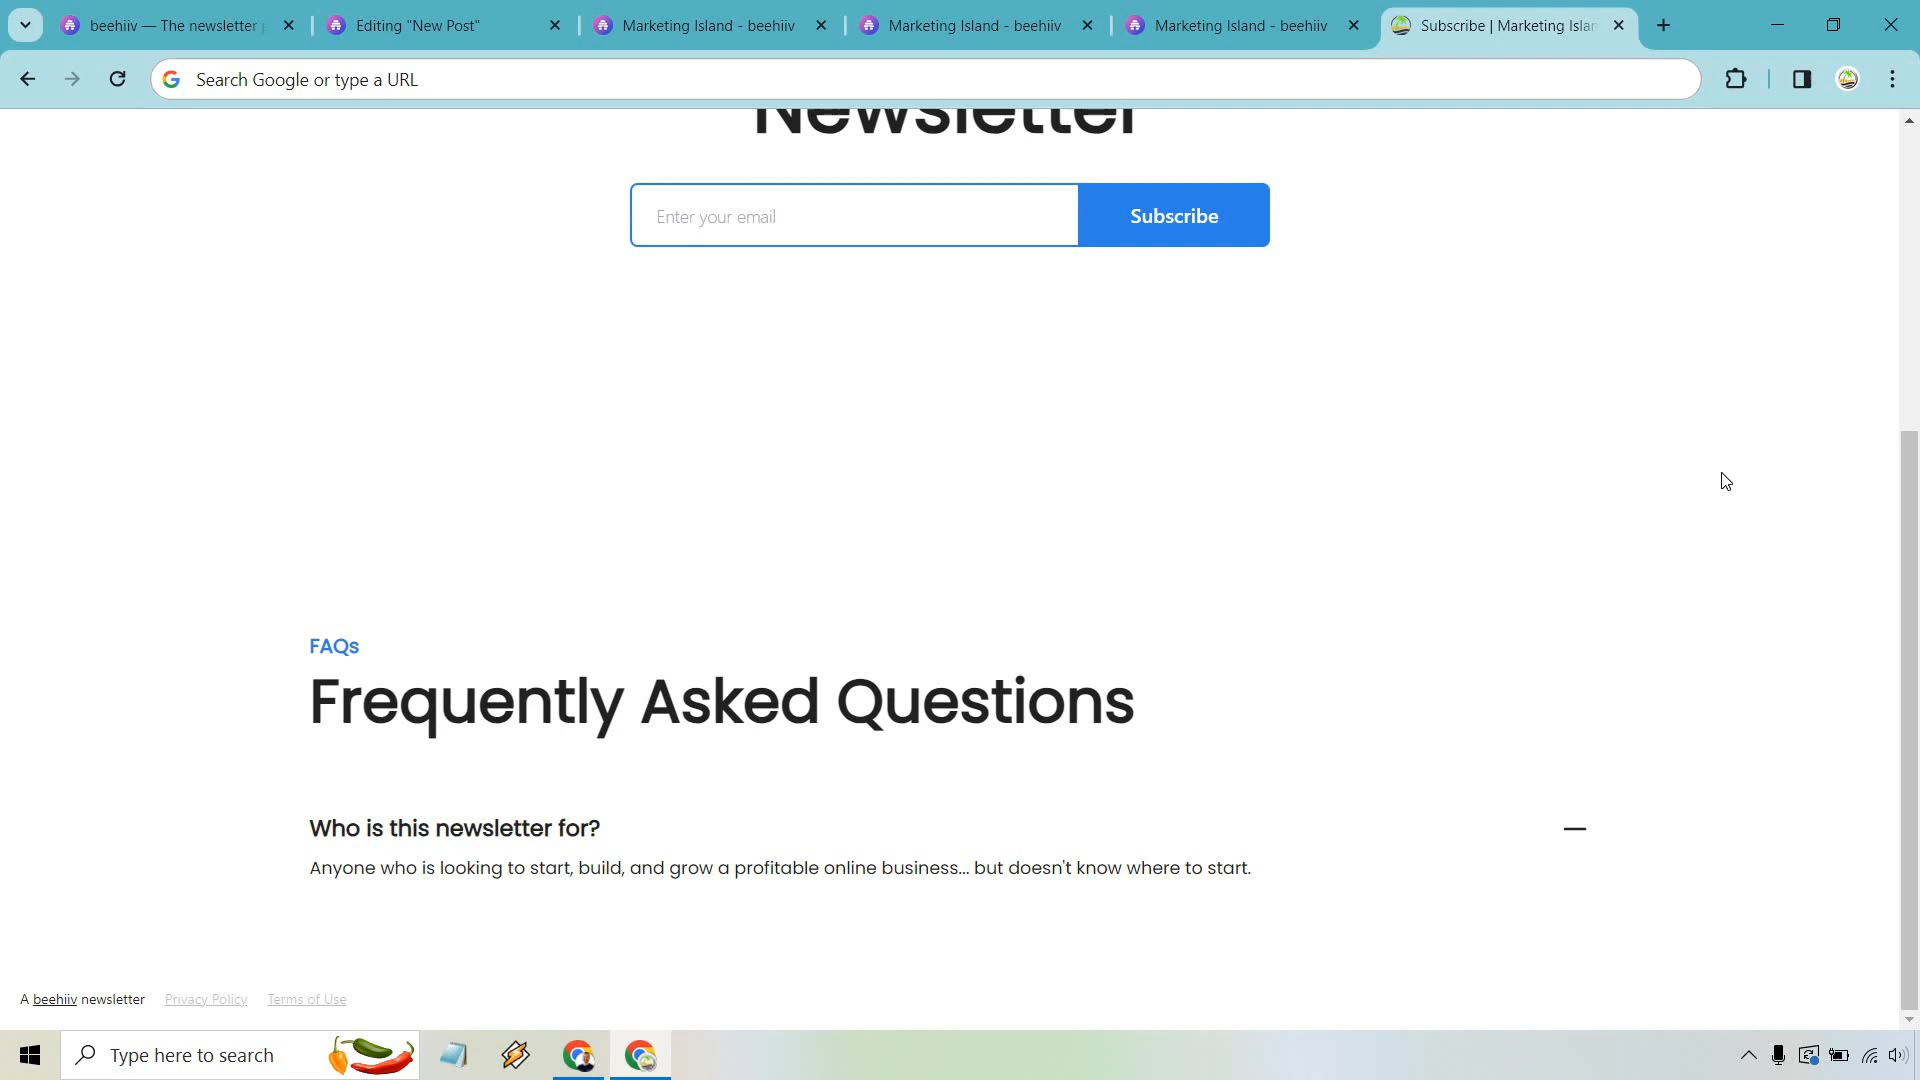 beehiiv — The newsletter
Editing "New Post"
Marketing Island - beehiiv
Marketing Island - beehiiv
Marketing Island - beehiiv
Subscribe | Marketing Islan
Search Google or type a URL
Newsletter
Enter your email
Subscribe
FAQs
Frequently Asked Questions
Who is this newsletter for?
Anyone who is looking to start, build, and grow a profitable online business... but doesn't know where to start.
A beehiiv newsletter
Privacy Policy
Terms of Use
Type here to search